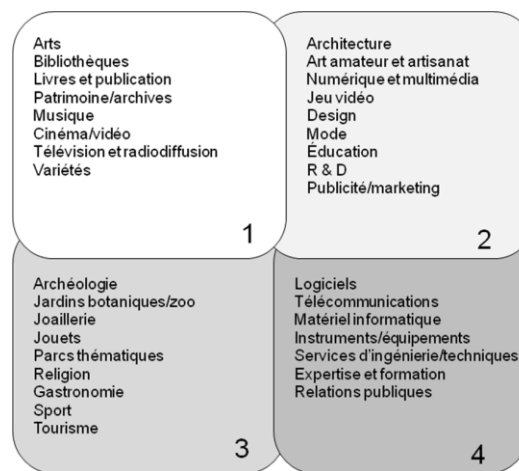 Arts
Bibliothèques
Livres et publication
Patrimoine/archives
Musique
Cinéma/vidéo
Télévision et radiodiffusion
Variétés
1
Architecture
Art amateur et artisanat
Numérique et multimédia
Jeu vidéo
Design
Mode
Éducation
R & D
Publicité/marketing
2
Archéologie
Jardins botaniques/zoo
Joaillerie
Jouets
Parcs thématiques
Religion
Gastronomie
Sport
Tourisme
3
Logiciels
Télécommunications
Matériel informatique
Instruments/équipements
Services d'ingénierie/techniques
Expertise et formation
Relations publiques
4